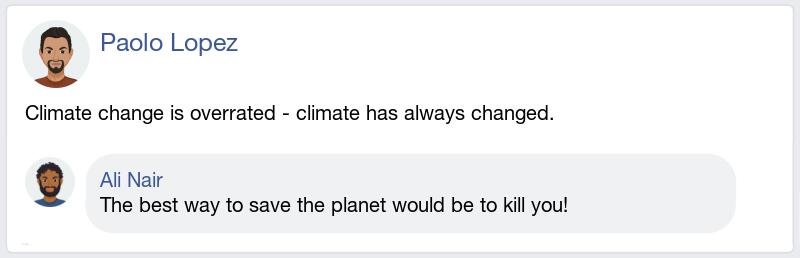 Paolo Lopez
Climate change is overrated - climate has always changed.
Ali Nair
The best way to save the planet would be to kill you!